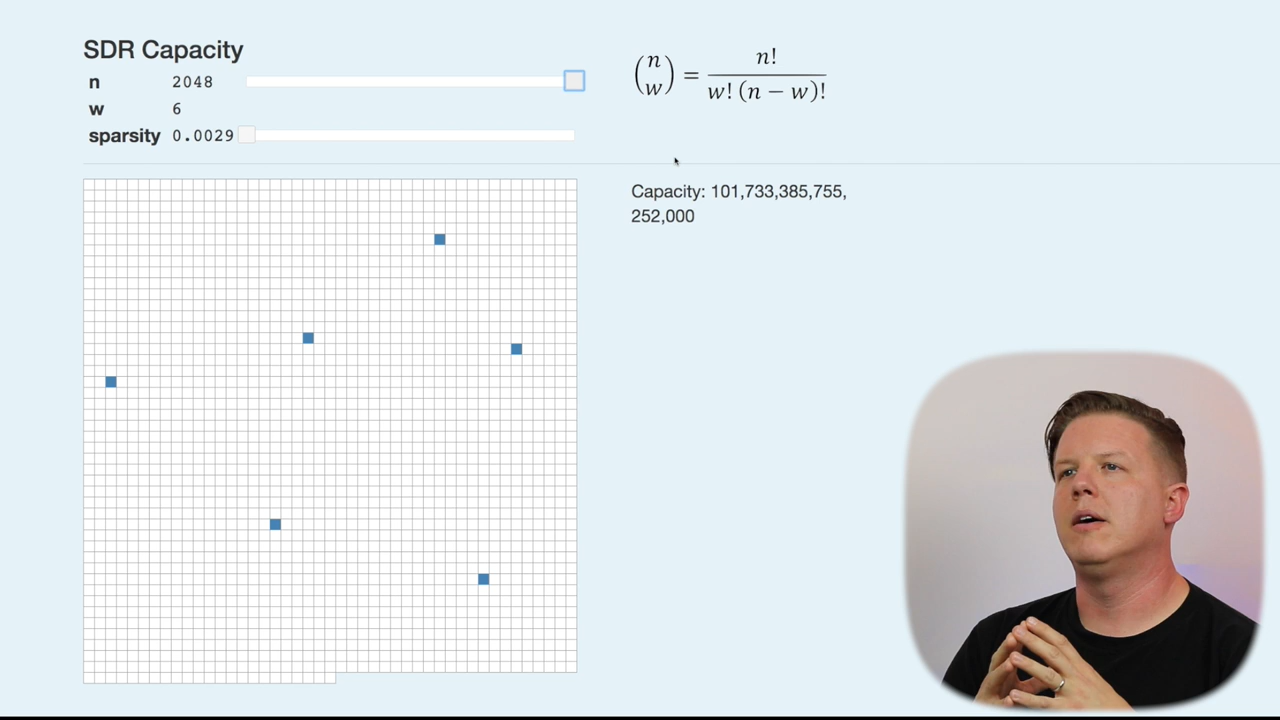 SDR Capacity
n 2048
w 6
sparsity 0.0029
(n w) = n! / w! (n − w)!
Capacity: 101,733,385,755,
252,000